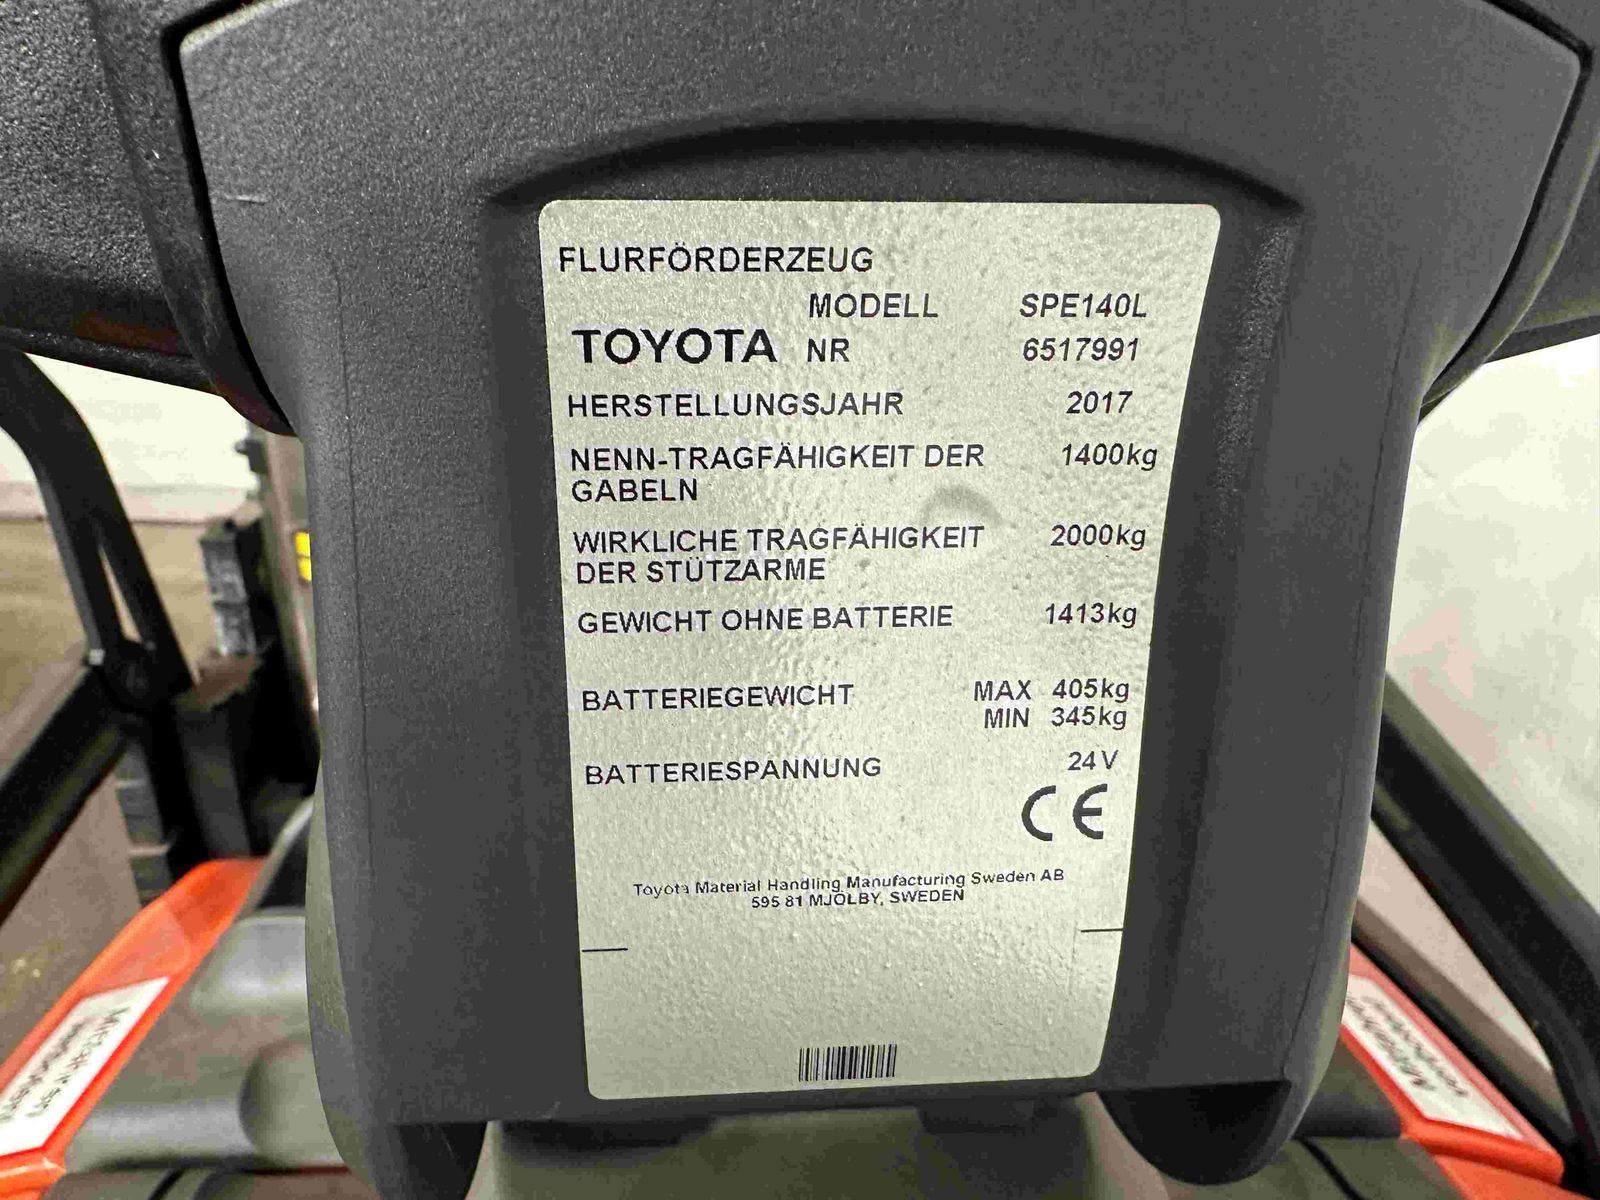 FLURFÖRDERZEUG
MODELL SPE140L
TOYOTA NR 6517991
HERSTELLUNGSJAHR 2017
NENN-TRAGFÄHIGKEIT DER 1400kg
GABELN
WIRKLICHE TRAGFÄHIGKEIT 2000kg
DER STÜTZARME
GEWICHT OHNE BATTERIE 1413kg
BATTERIEGEWICHT MAX 405kg
MIN 345kg
BATTERIESPANNUNG 24V
CE
Toyota Material Handling Manufacturing Sweden AB
595 81 MJÖLBY, SWEDEN